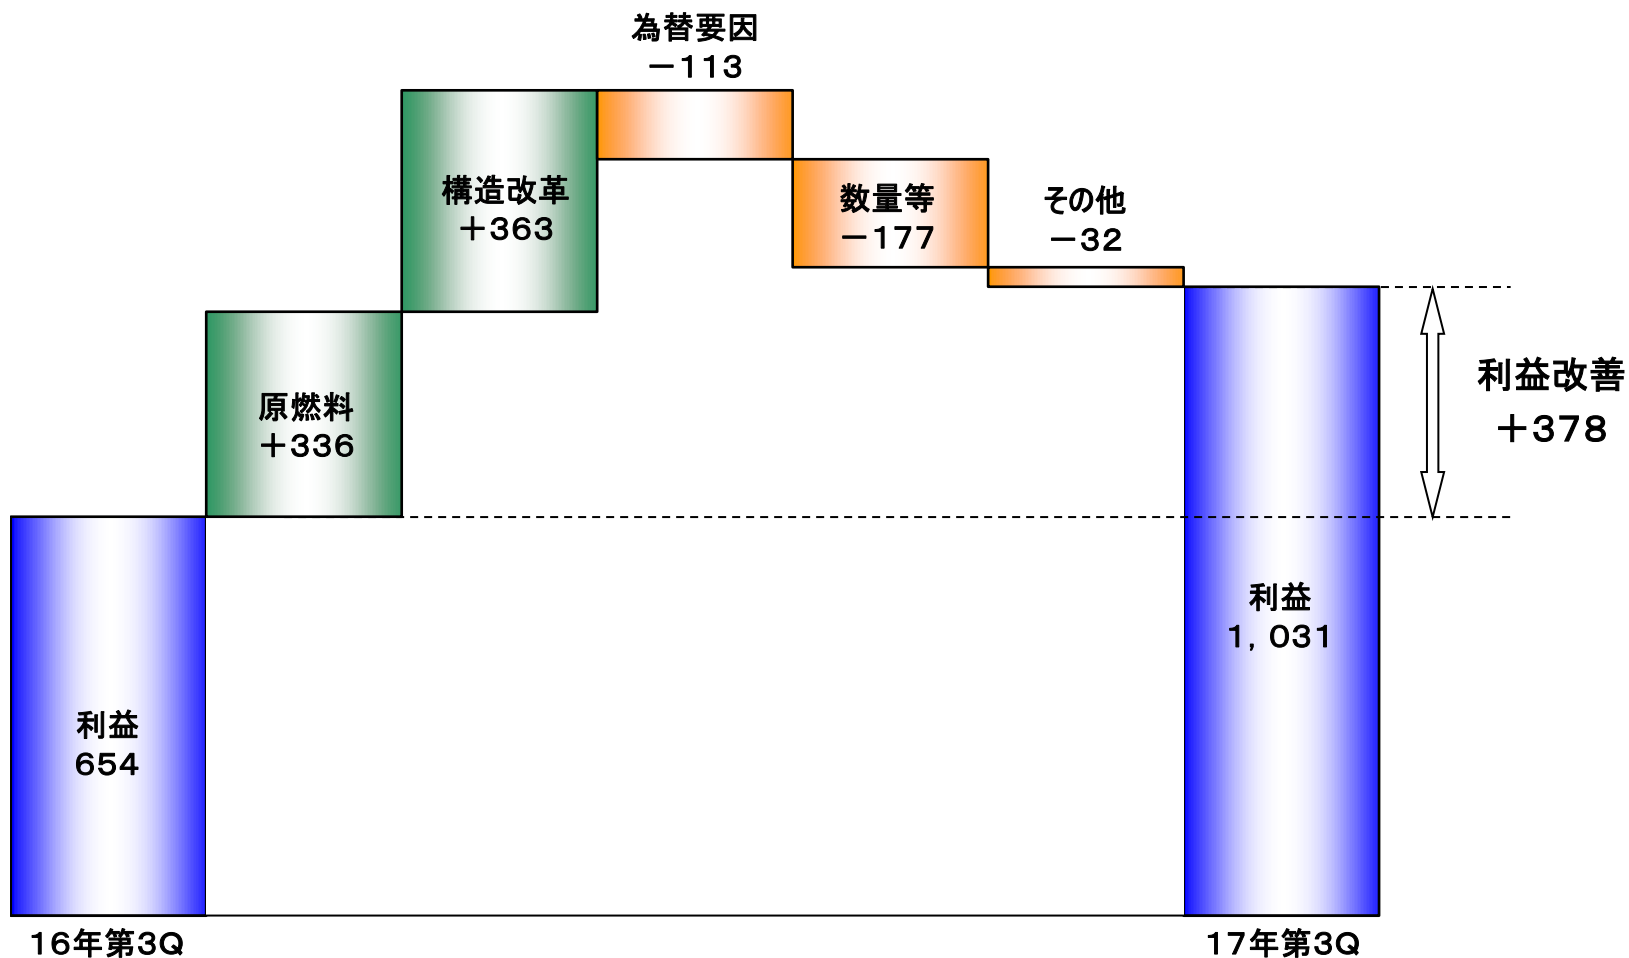 為替要因
－113
構造改革
＋363
数量等
－177
その他
－32
原燃料
＋336
利益改善
＋378
利益
1，031
利益
654
16年第3Q
17年第3Q